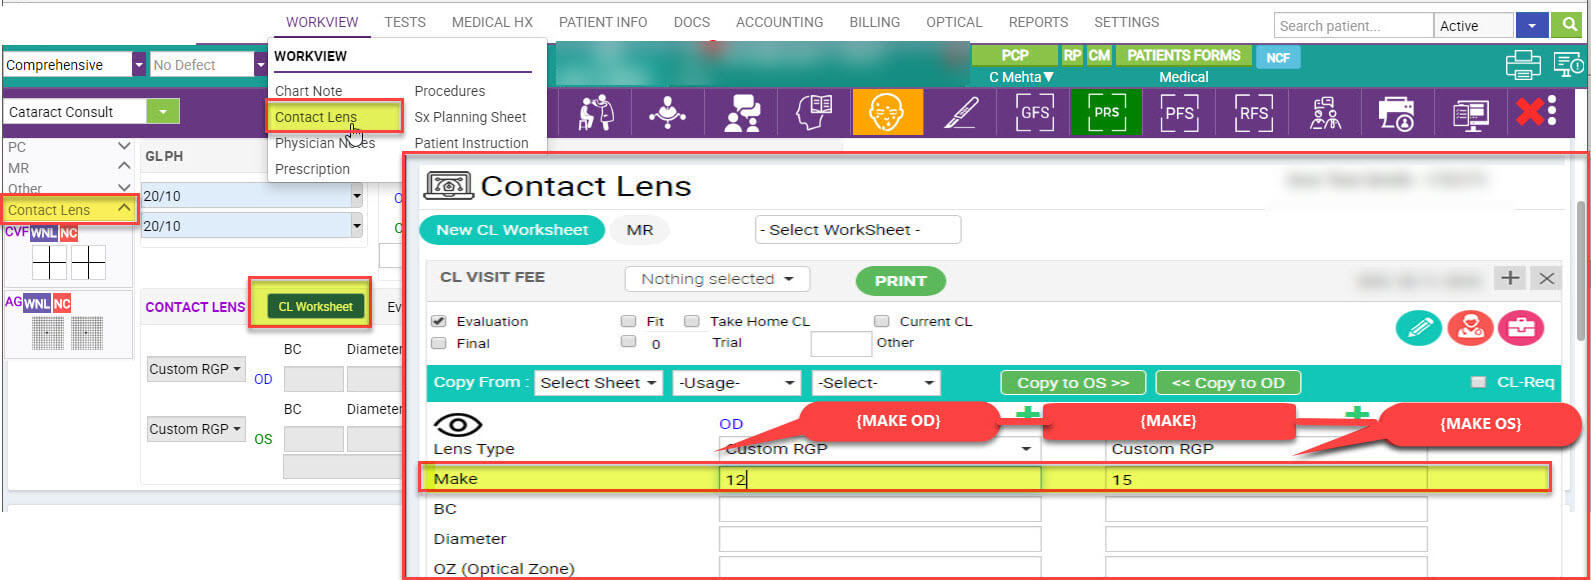 WORKVIEW TESTS MEDICAL HX PATIENT INFO DOCS ACCOUNTING BILLING OPTICAL REPORTS SETTINGS Search patient... Active
WORKVIEW
Chart Note Procedures
Contact Lens Sx Planning Sheet
Physician Notes Patient Instruction
Prescription
Comprehensive No Defect
PCP RP CM PATIENTS FORMS NCF
C Mehta▼ Medical
Cataract Consult
GFS PRS PFS RFS
PC
MR
Other
Contact Lens
GL PH
20/10
20/10
CVF WNL NC
AG WNL NC
CONTACT LENS CL Worksheet Ev
BC Diameter
Custom RGP OD
BC Diameter
Custom RGP OS
Contact Lens
New CL Worksheet MR - Select WorkSheet -
CL VISIT FEE Nothing selected PRINT
Evaluation Fit Take Home CL Current CL
Final 0 Trial Other
Copy From : Select Sheet -Usage- -Select- Copy to OS >> << Copy to OD CL-Req
OD {MAKE OD} {MAKE} {MAKE OS}
Lens Type Custom RGP Custom RGP
Make 12 15
BC
Diameter
OZ (Optical Zone)